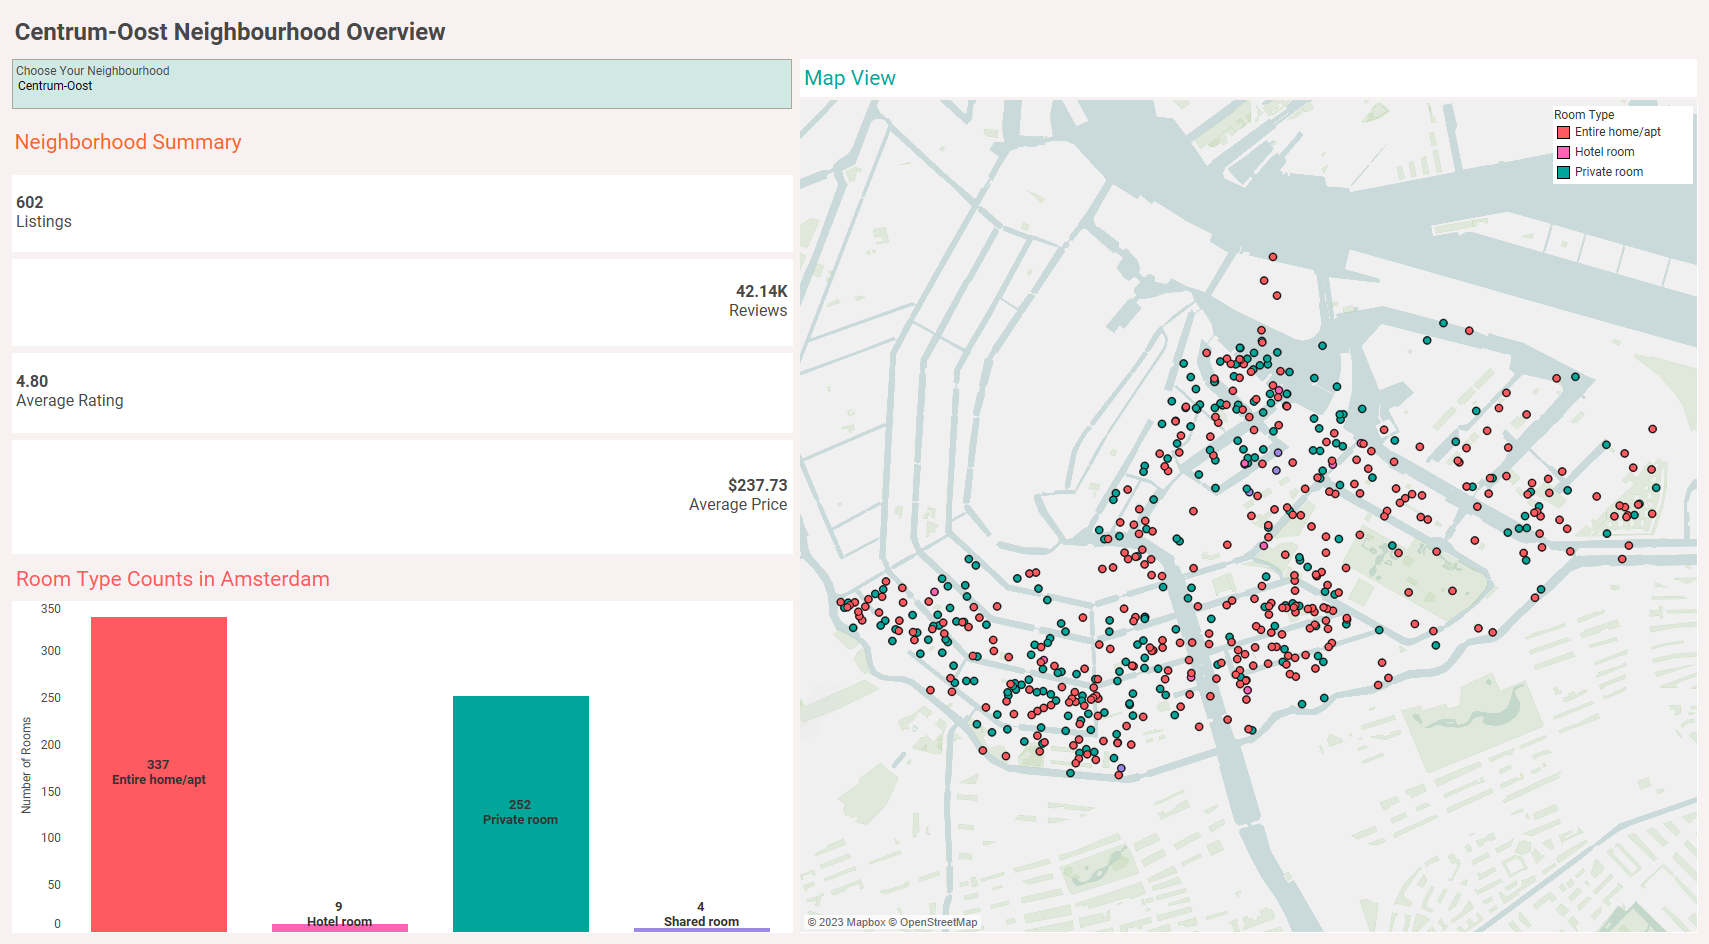 Centrum-Oost Neighbourhood Overview
Choose Your Neighbourhood
Centrum-Oost
Neighborhood Summary
602
Listings
42.14K
Reviews
4.80
Average Rating
$237.73
Average Price
Room Type Counts in Amsterdam
Number of Rooms
350
300
250
200
150
100
50
0
337
Entire home/apt
9
Hotel room
252
Private room
4
Shared room
Map View
Room Type
Entire home/apt
Hotel room
Private room
© 2023 Mapbox © OpenStreetMap